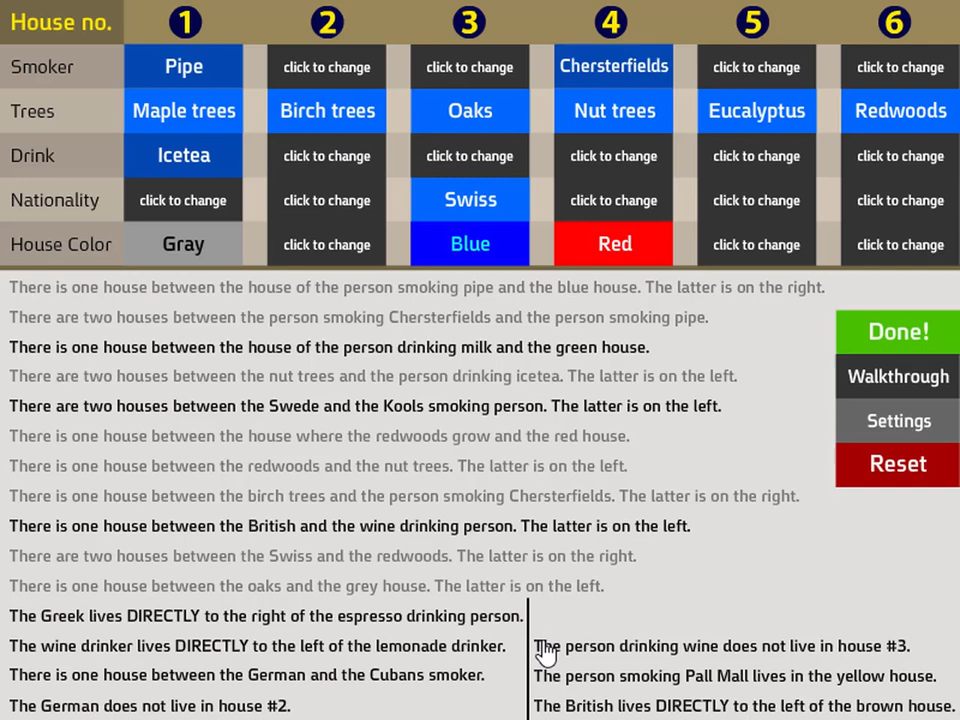 House no. 1 2 3 4 5 6
Smoker Pipe click to change click to change Chersterfields click to change click to change
Trees Maple trees Birch trees Oaks Nut trees Eucalyptus Redwoods
Drink Icetea click to change click to change click to change click to change click to change
Nationality click to change click to change Swiss click to change click to change click to change
House Color Gray click to change Blue Red click to change click to change
There is one house between the house of the person smoking pipe and the blue house. The latter is on the right.
There are two houses between the person smoking Chersterfields and the person smoking pipe.
There is one house between the house of the person drinking milk and the green house.
There are two houses between the nut trees and the person drinking icetea. The latter is on the left.
There are two houses between the Swede and the Kools smoking person. The latter is on the left.
There is one house between the house where the redwoods grow and the red house.
There is one house between the redwoods and the nut trees. The latter is on the left.
There is one house between the birch trees and the person smoking Chersterfields. The latter is on the right.
There is one house between the British and the wine drinking person. The latter is on the left.
There are two houses between the Swiss and the redwoods. The latter is on the right.
There is one house between the oaks and the grey house. The latter is on the left.
The Greek lives DIRECTLY to the right of the espresso drinking person.
The wine drinker lives DIRECTLY to the left of the lemonade drinker.
There is one house between the German and the Cubans smoker.
The German does not live in house #2.
The person drinking wine does not live in house #3.
The person smoking Pall Mall lives in the yellow house.
The British lives DIRECTLY to the left of the brown house.
Done!
Walkthrough
Settings
Reset